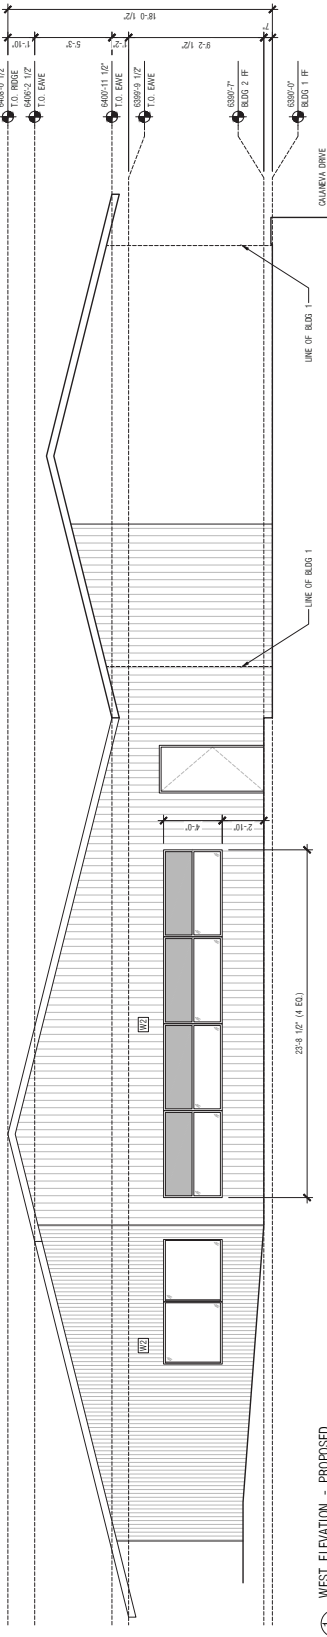 18'-0 1/2"
1'-10"
5'-3"
1'-2"
9'-2 1/2"
7"
T.O. RIDGE
6406'-2 1/2"
T.O. EAVE
6400'-11 1/2"
T.O. EAVE
6399'-9 1/2"
T.O. EAVE
6390'-7"
BLDG 2 FF
6390'-0"
BLDG 1 FF
CALANEVA DRIVE
LINE OF BLDG 1
LINE OF BLDG 1
4'-0"
2'-10"
23'-8 1/2" (4 EQ.)
W2
W2
1
WEST ELEVATION - PROPOSED